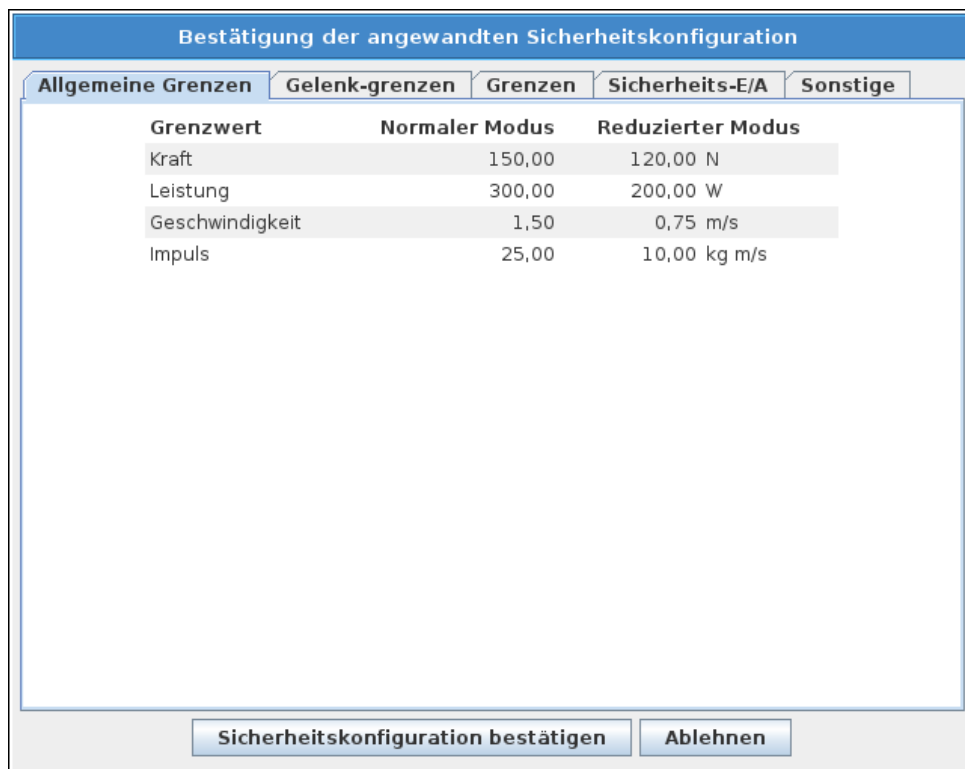 Bestätigung der angewandten Sicherheitskonfiguration
Allgemeine Grenzen Gelenk-grenzen Grenzen Sicherheits-E/A Sonstige
Grenzwert Normaler Modus Reduzierter Modus
Kraft 150,00 120,00 N
Leistung 300,00 200,00 W
Geschwindigkeit 1,50 0,75 m/s
Impuls 25,00 10,00 kg m/s
Sicherheitskonfiguration bestätigen Ablehnen